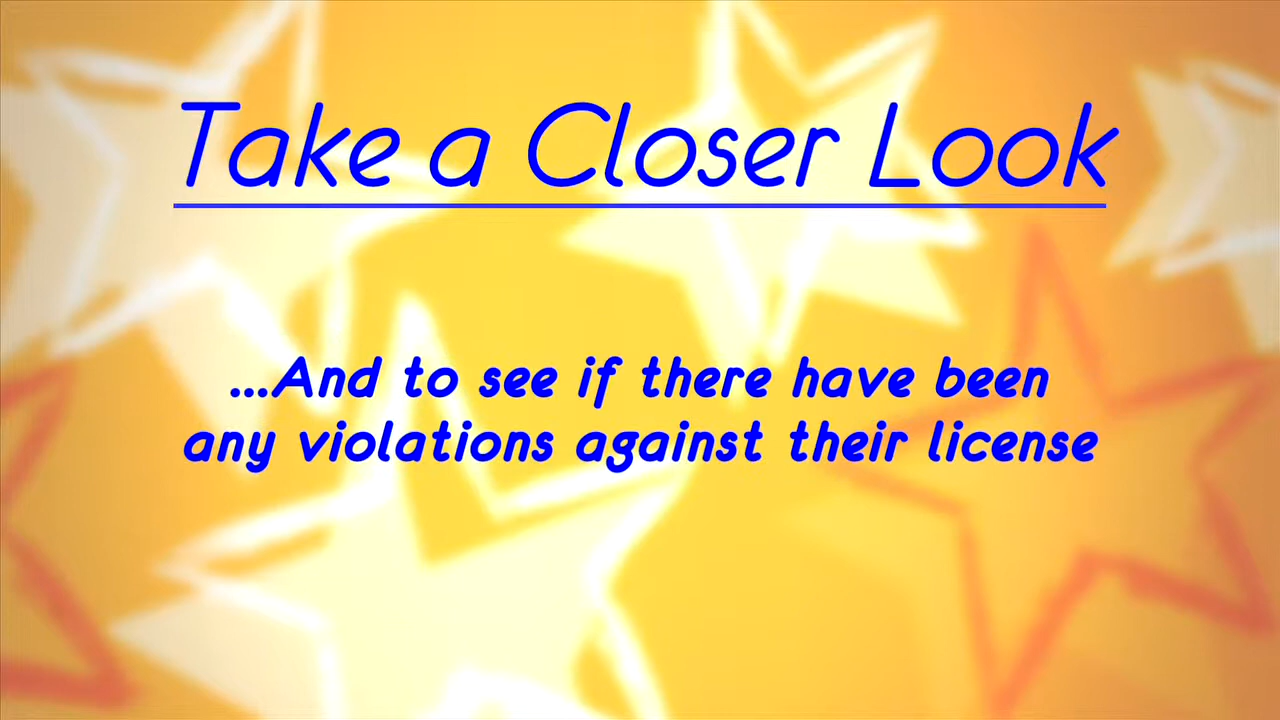 Take a Closer Look
...And to see if there have been
any violations against their license